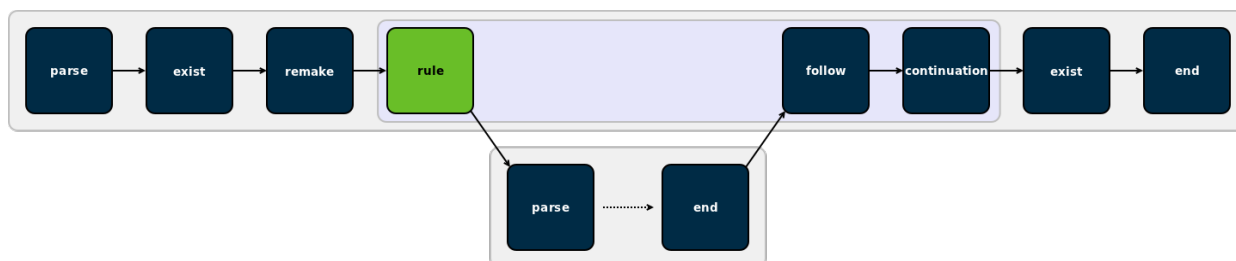 parse
exist
remake
rule
follow
continuation
exist
end
parse
end